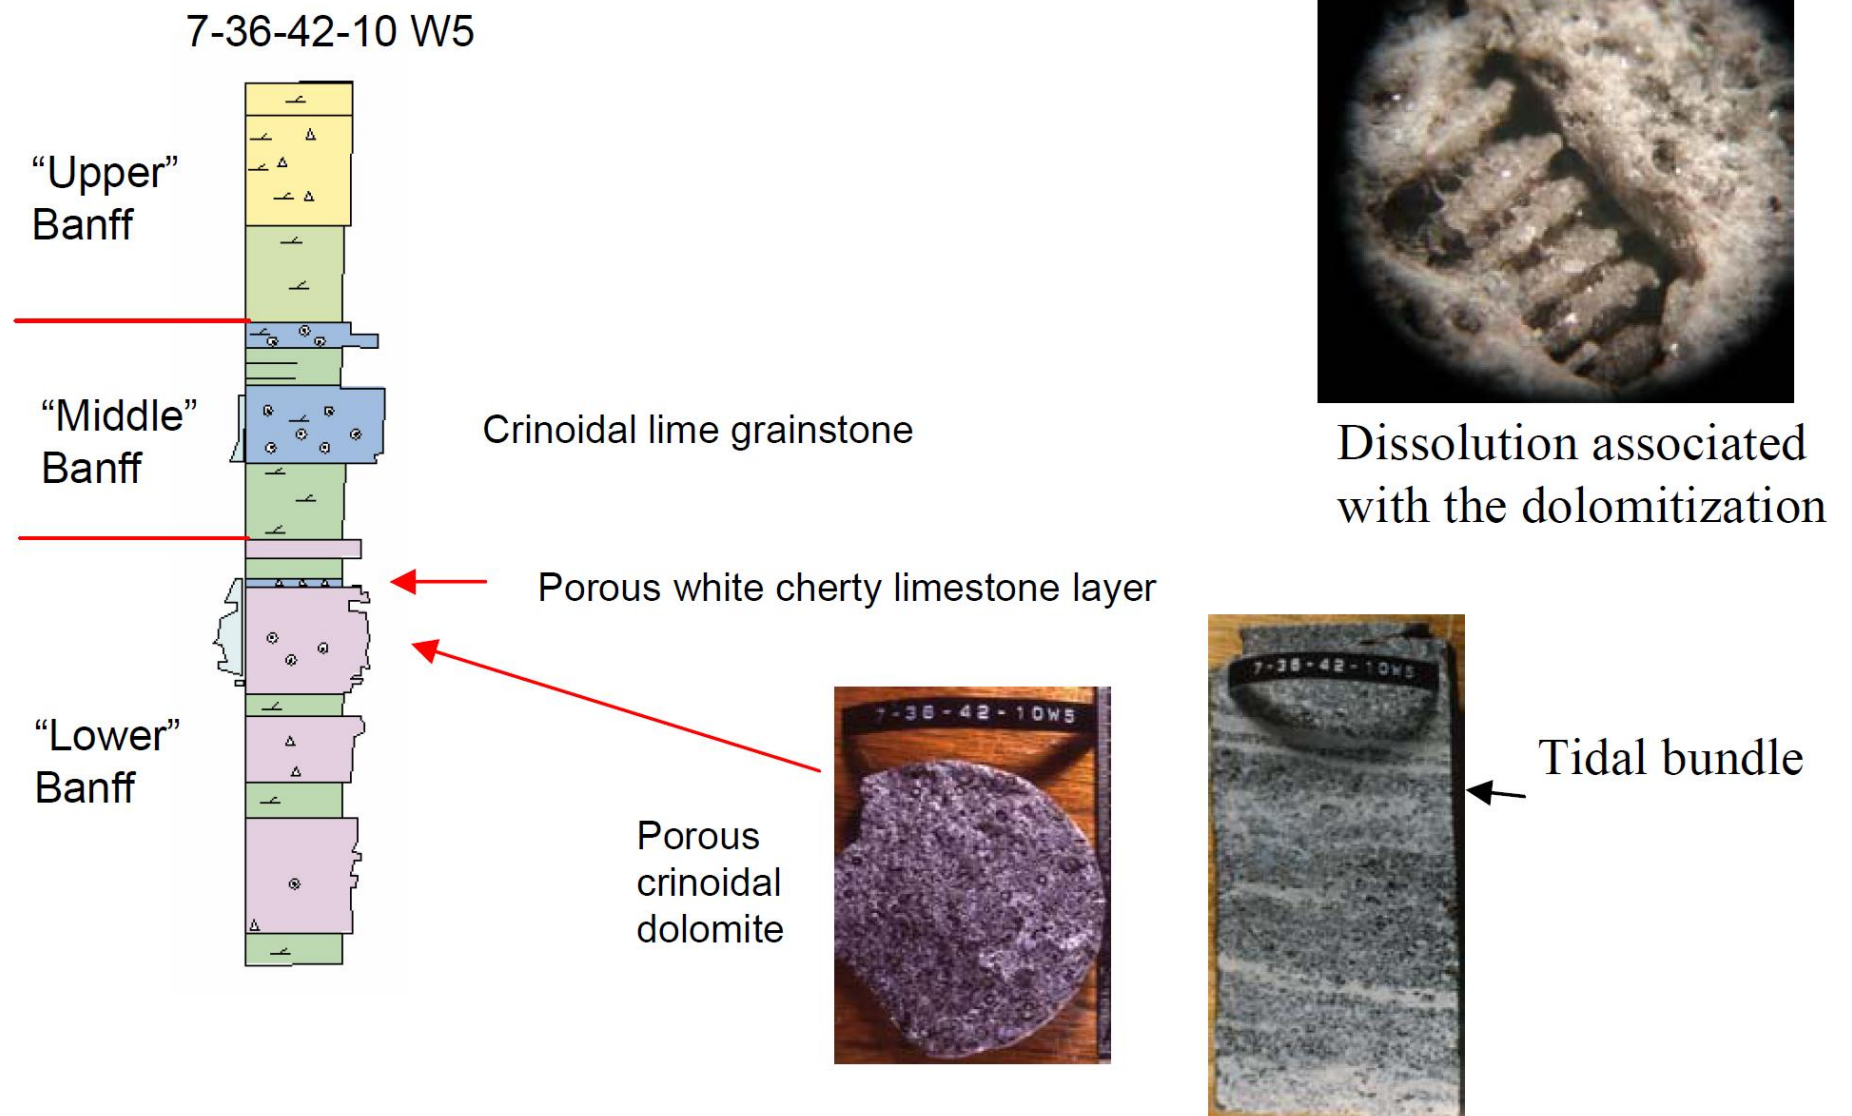 7-36-42-10 W5
“Upper”
Banff
“Middle”
Banff
“Lower”
Banff
Crinoidal lime grainstone
Porous white cherty limestone layer
Porous
crinoidal
dolomite
7-36-42-10W5
Dissolution associated
with the dolomitization
7-36-42-10W5
Tidal bundle